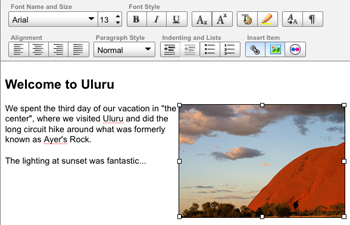 Font Name and Size Font Style
Arial 13 B I U
Alignment Paragraph Style Indenting and Lists Insert Item
Normal
Welcome to Uluru
We spent the third day of our vacation in "the
center", where we visited Uluru and did the
long circuit hike around what was formerly
known as Ayer's Rock.
The lighting at sunset was fantastic...